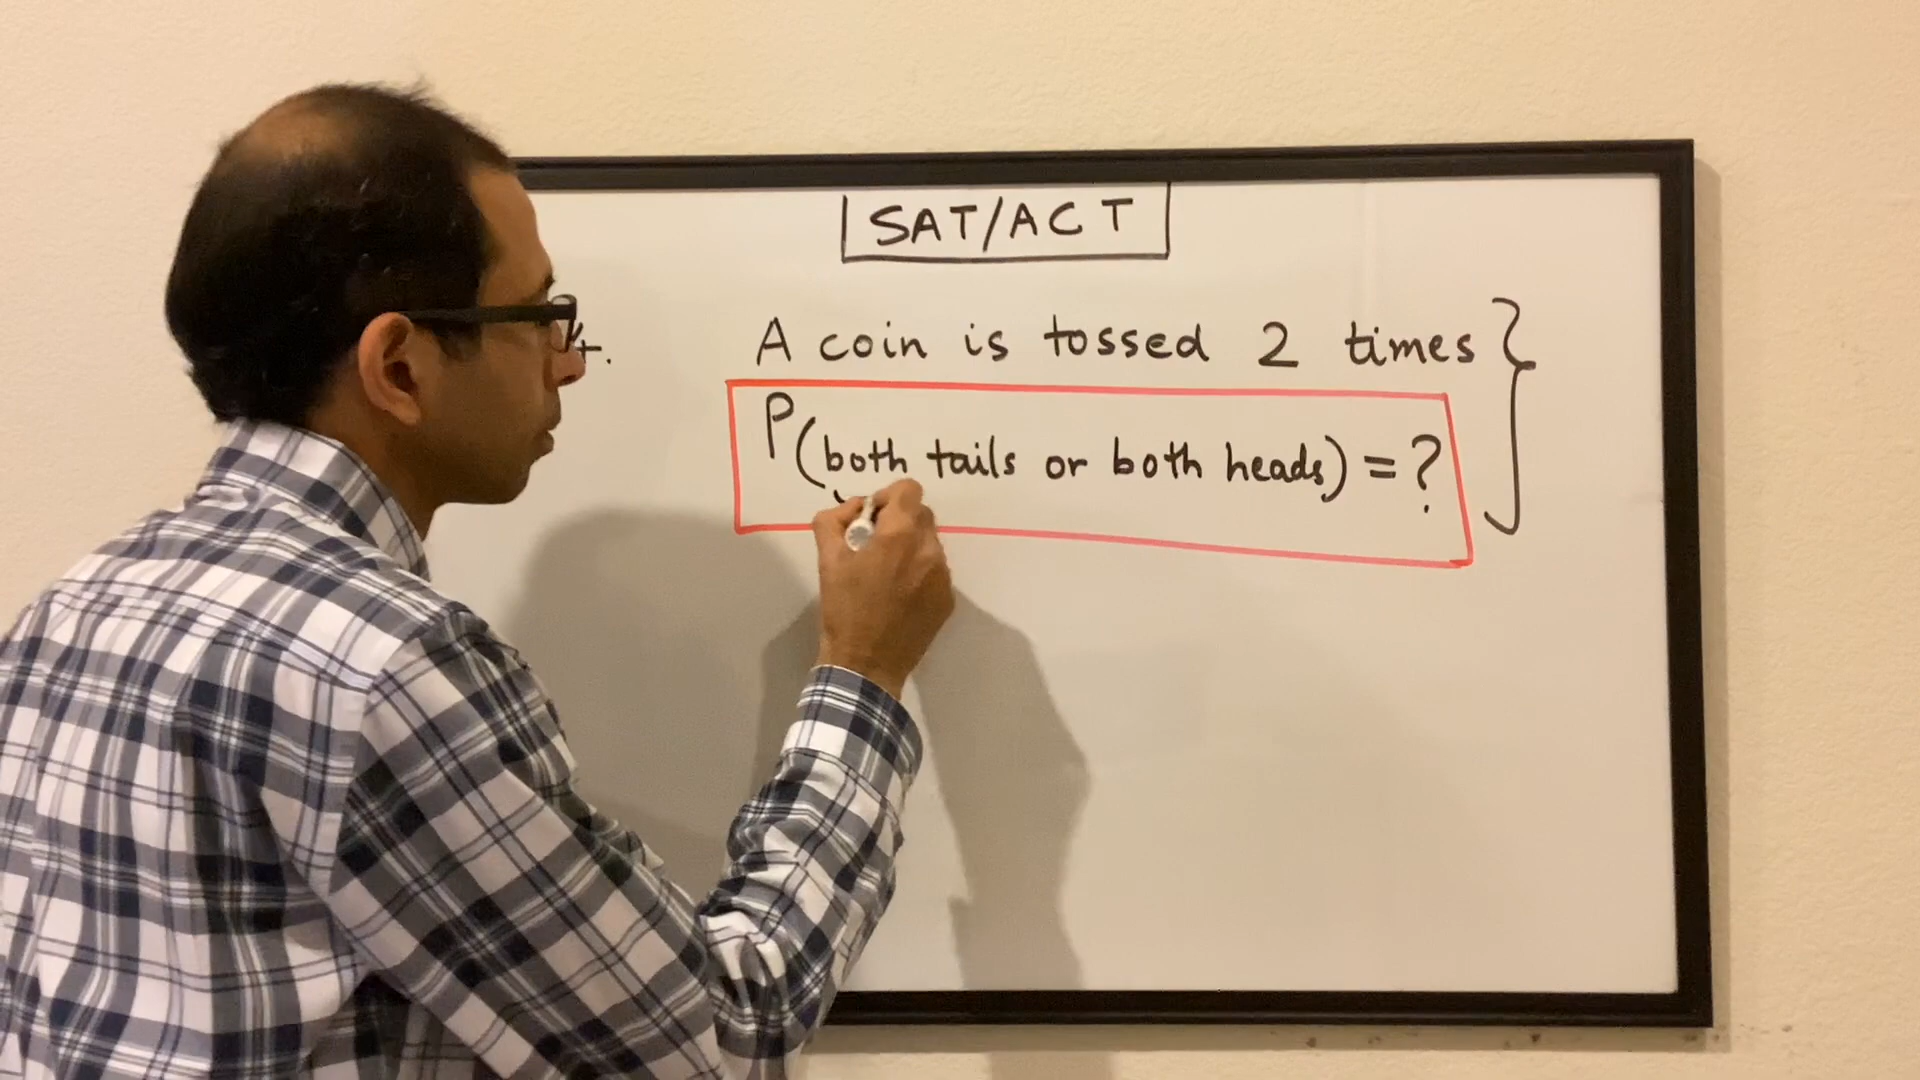 SAT/ACT
A coin is tossed 2 times
P(both tails or both heads) = ?